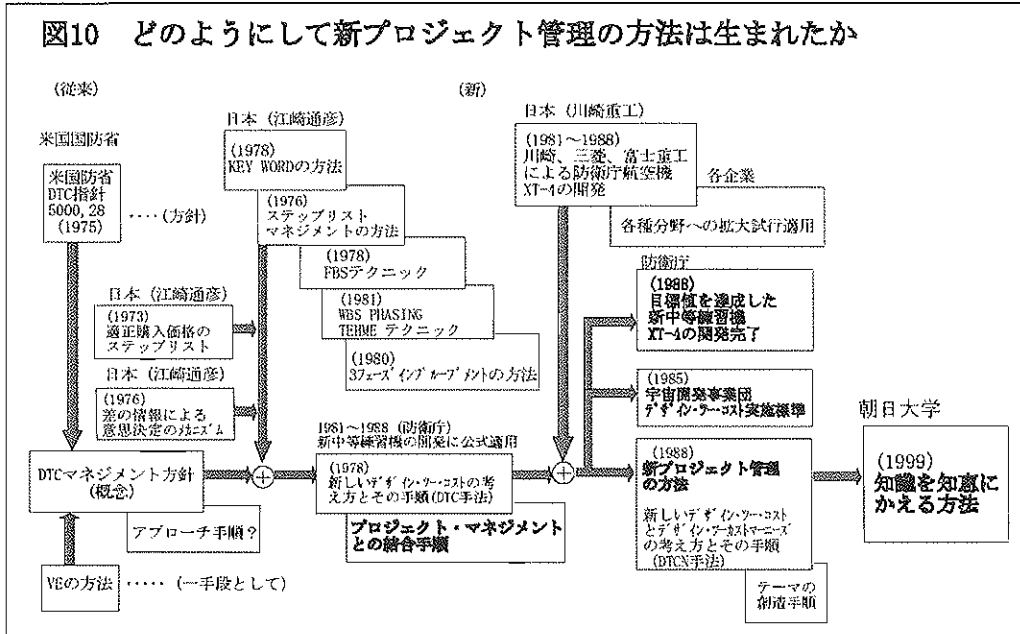 図10 どのようにして新プロジェクト管理の方法は生まれたか
(従来)
(新)
米国国防省
米国防省
DTC指針
5000,28
(1975)
‥‥(方針)
日本(江崎通彦)
(1978)
KEY WORDの方法
(1976)
ステップリスト
マネジメントの方法
(1978)
FBSテクニック
(1981)
WBS PHASING
TEHME テクニック
(1980)
3フェーズインプルーブメントの方法
日本(江崎通彦)
(1973)
適正購入価格の
ステップリスト
日本(江崎通彦)
(1976)
差の情報による
意思決定のメカニズム
日本(川崎重工)
(1981~1988)
川崎、三菱、富士重工
による防衛庁航空機
XT-4の開発
各企業
各種分野への拡大試行適用
防衛庁
(1988)
目標値を達成した
新中等練習機
XT-4の開発完了
(1985)
宇宙開発事業団
デザイン・ツー・コスト実施標準
DTCマネジメント方針
(概念)
アプローチ手順?
VEの方法
‥‥‥(一手段として)
1981~1988 (防衛庁)
新中等練習機の開発に公式適用
(1978)
新しいデザイン・ツー・コストの考
え方とその手順(DTC手法)
プロジェクト・マネジメント
との結合手順
(1988)
新プロジェクト管理
の方法
新しいデザイン・ツー・コスト
とデザイン・ツーカストマーニーズ
の考え方とその手順
(DTCN手法)
テーマの
創造手順
朝日大学
(1999)
知識を知恵に
かえる方法